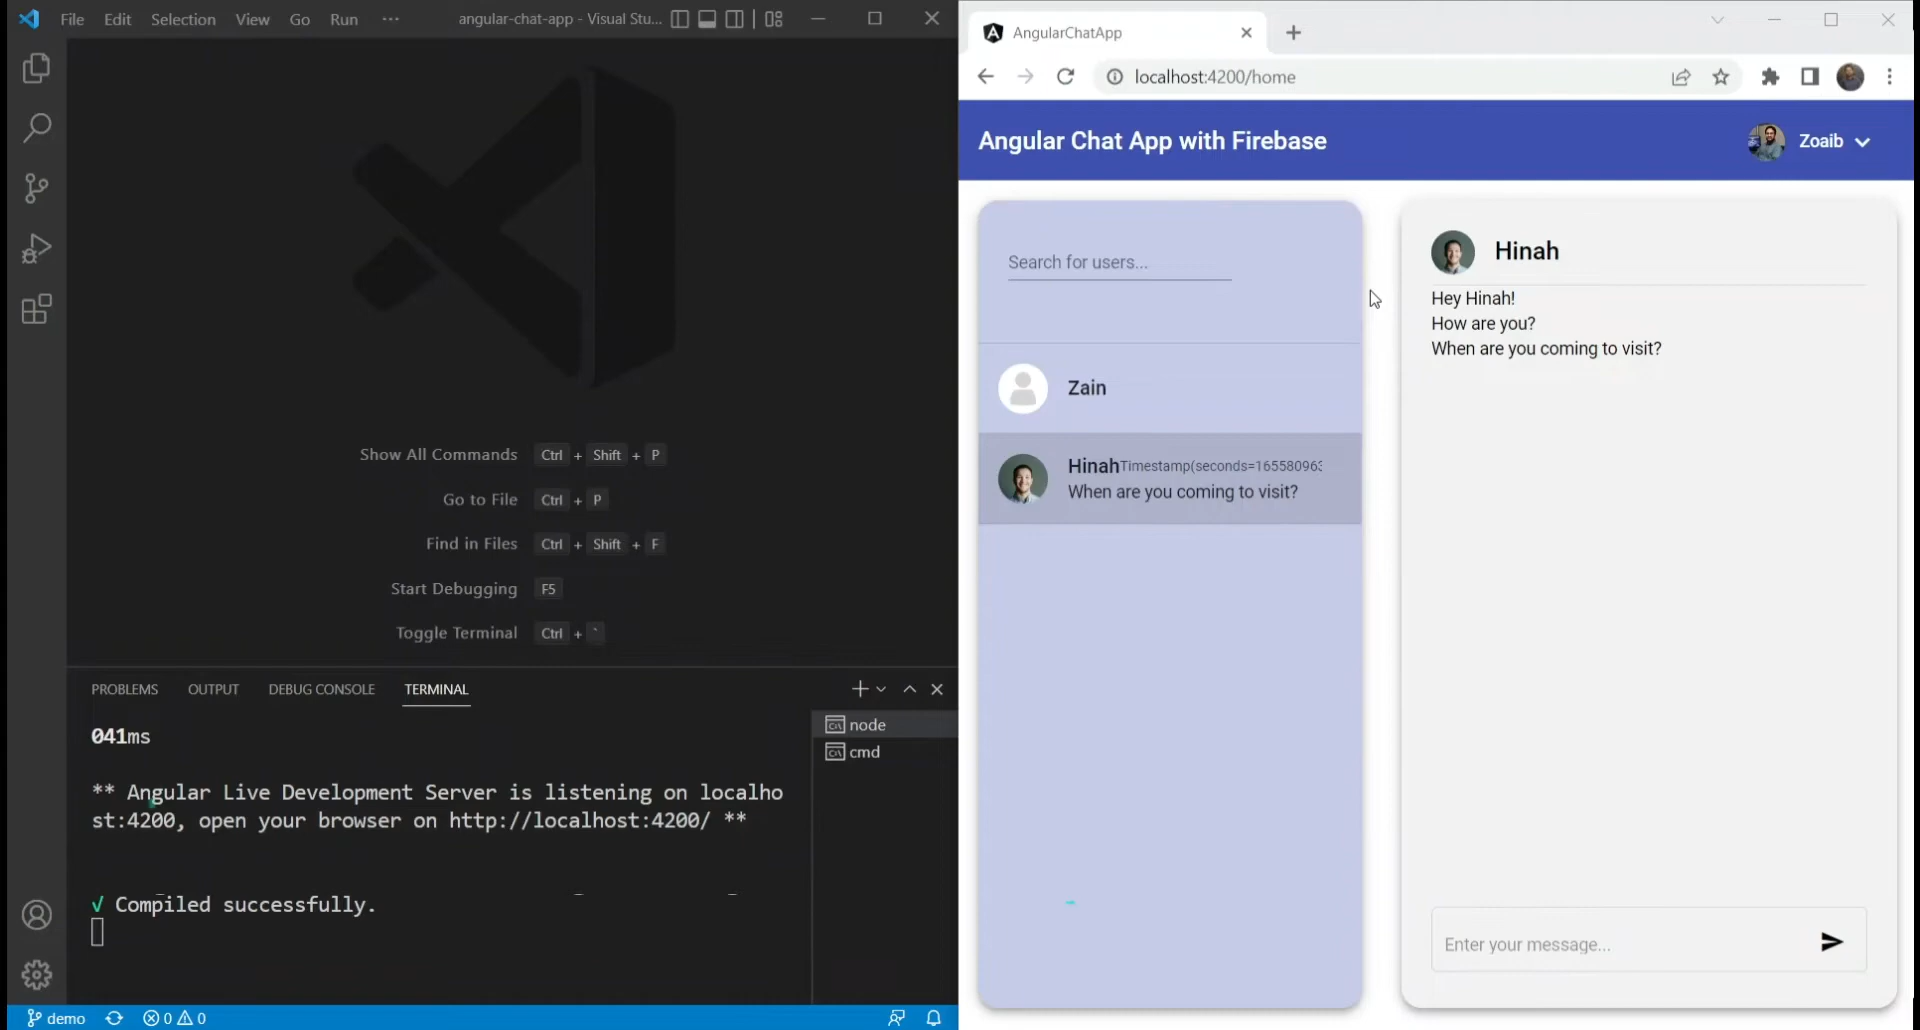 File Edit Selection View Go Run ··· angular-chat-app - Visual Stu...
Show All Commands Ctrl + Shift + P
Go to File Ctrl + P
Find in Files Ctrl + Shift + F
Start Debugging F5
Toggle Terminal Ctrl + `
PROBLEMS OUTPUT DEBUG CONSOLE TERMINAL
node
cmd
041ms
** Angular Live Development Server is listening on localho
st:4200, open your browser on http://localhost:4200/ **
√ Compiled successfully.
demo 0 0
AngularChatApp
localhost:4200/home
Angular Chat App with Firebase
Zoaib
Search for users...
Zain
Hinah Timestamp(seconds=165580963
When are you coming to visit?
Hinah
Hey Hinah!
How are you?
When are you coming to visit?
Enter your message...